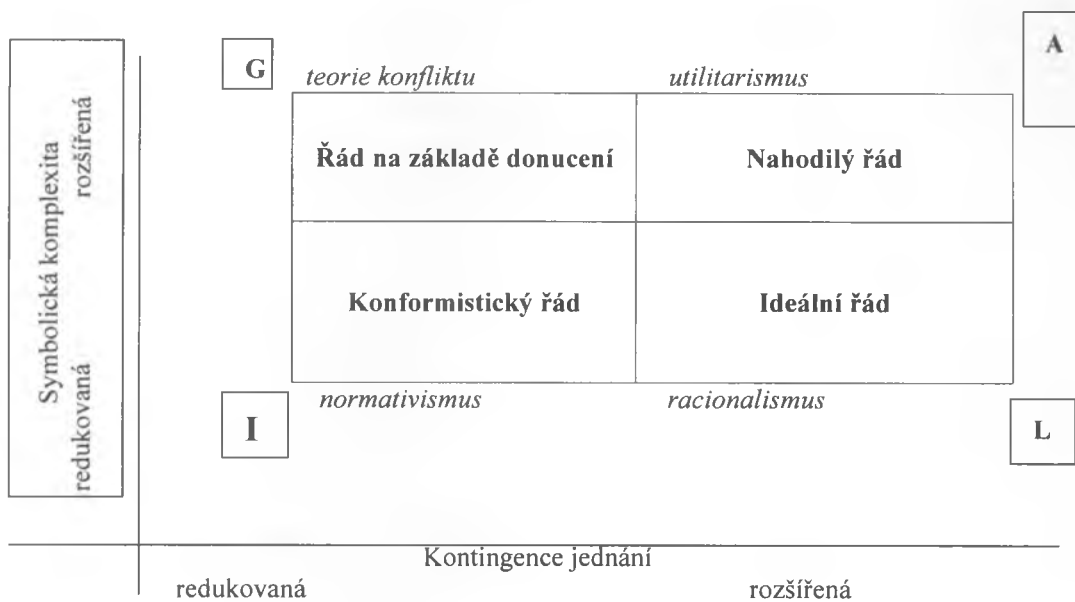 G
A
teorie konfliktu
utilitarismus
Řád na základě donucení
Nahodilý řád
Konformistický řád
Ideální řád
normativismus
racionalismus
I
L
Symbolická komplexita
redukovaná
rozšířená
Kontingence jednání
redukovaná
rozšířená